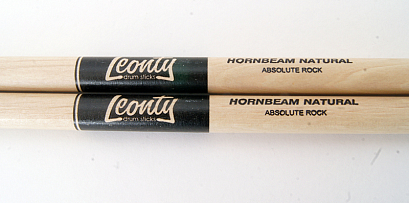 Leonty
drum sticks
HORNBEAM NATURAL
ABSOLUTE ROCK
Leonty
drum sticks
HORNBEAM NATURAL
ABSOLUTE ROCK